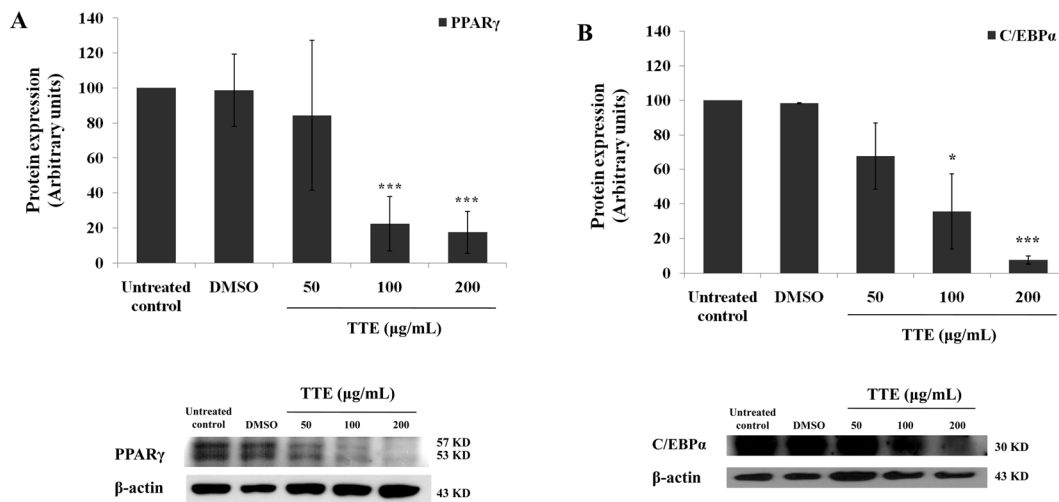 A
PPARγ
Protein expression
(Arbitrary units)
140
120
100
80
60
40
20
0
***
***
Untreated
control
DMSO
50
100
200
TTE (μg/mL)
TTE (μg/mL)
Untreated
control
DMSO
50
100
200
PPARγ
57 KD
53 KD
β-actin
43 KD
B
C/EBPα
Protein expression
(Arbitrary units)
140
120
100
80
60
40
20
0
*
***
Untreated
control
DMSO
50
100
200
TTE (μg/mL)
TTE (μg/mL)
Untreated
control
DMSO
50
100
200
C/EBPα
30 KD
β-actin
43 KD